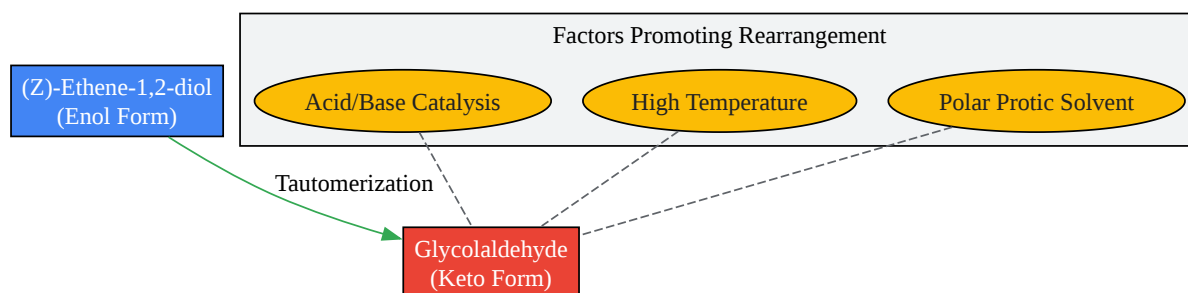 Factors Promoting Rearrangement
(Z)-Ethene-1,2-diol
(Enol Form)
Acid/Base Catalysis
High Temperature
Polar Protic Solvent
Tautomerization
Glycolaldehyde
(Keto Form)